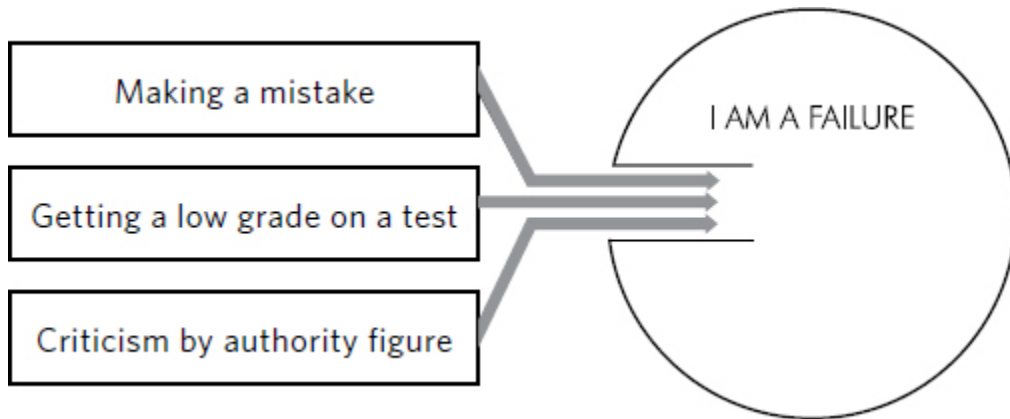 Making a mistake
I AM A FAILURE
Getting a low grade on a test
Criticism by authority figure